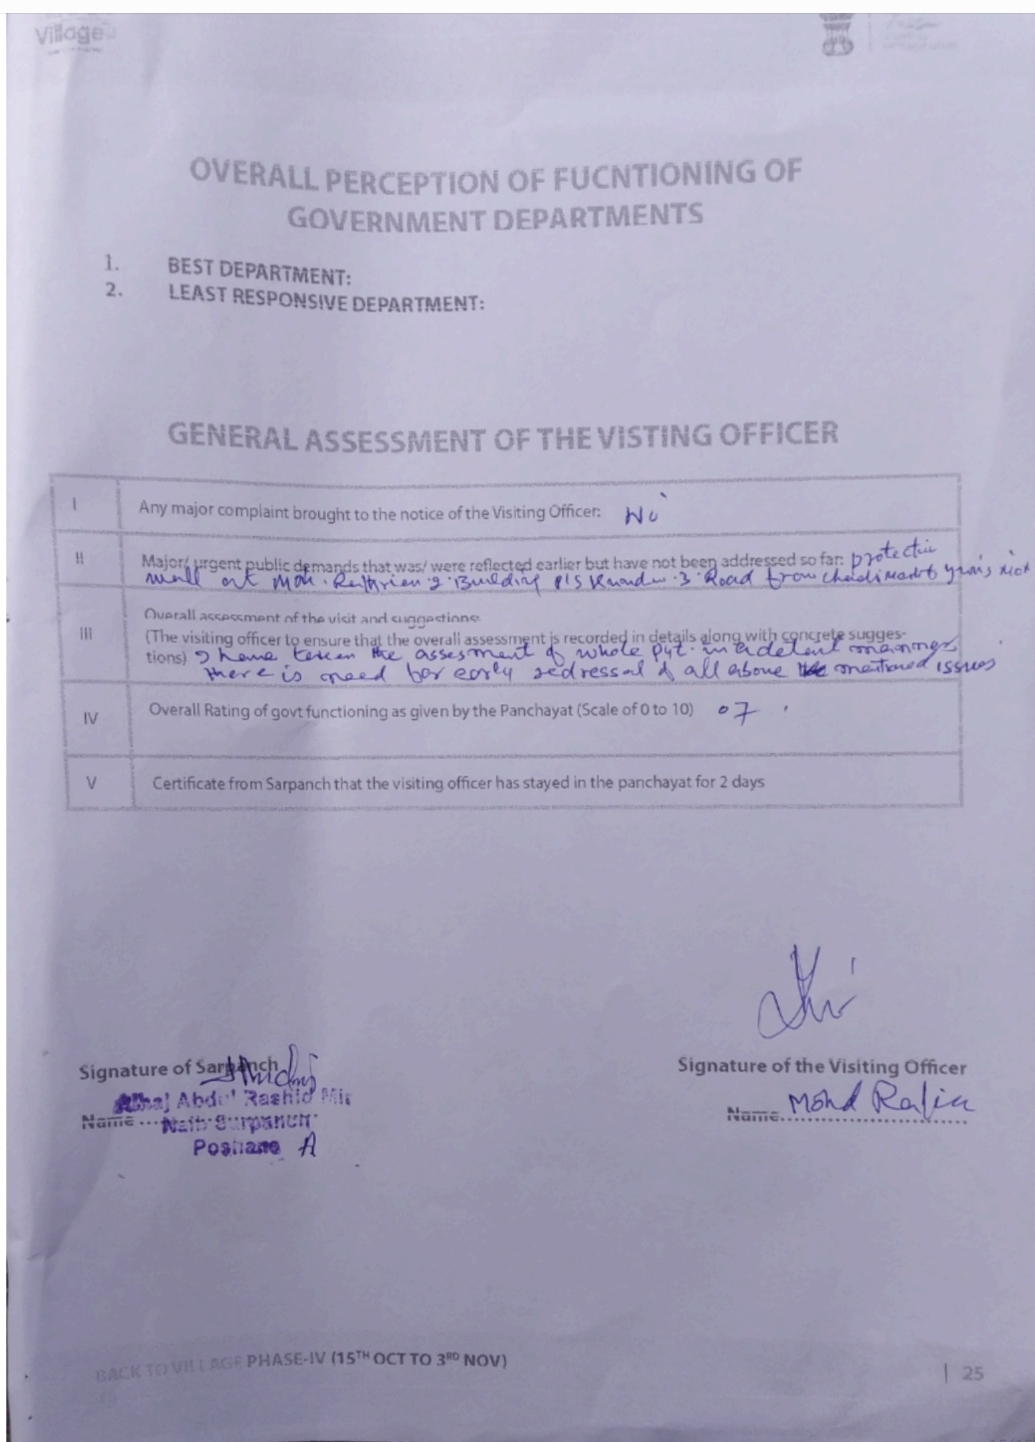 Village
OVERALL PERCEPTION OF FUCNTIONING OF
GOVERNMENT DEPARTMENTS
1. BEST DEPARTMENT:
2. LEAST RESPONSIVE DEPARTMENT:
GENERAL ASSESSMENT OF THE VISTING OFFICER
I Any major complaint brought to the notice of the Visiting Officer: No
II Major/ urgent public demands that was/ were reflected earlier but have not been addressed so far: protection
wall at Moh. 2. Building P/S 3 Road from
Overall assessment of the visit and suggestions
III (The visiting officer to ensure that the overall assessment is recorded in details along with concrete sugges-
tions) I have taken the assesment of whole pyt. in a
there is need for early redressal of all above mentioned issues
IV Overall Rating of govt functioning as given by the Panchayat (Scale of 0 to 10) 07
V Certificate from Sarpanch that the visiting officer has stayed in the panchayat for 2 days
Signature of Sarpanch
Signature of the Visiting Officer
Abdul Rashid Mir
Name Naib Sarpanch
Name Mohd
Poshana A
BACK TO VILLAGE PHASE-IV (15TH OCT TO 3RD NOV)
| 25